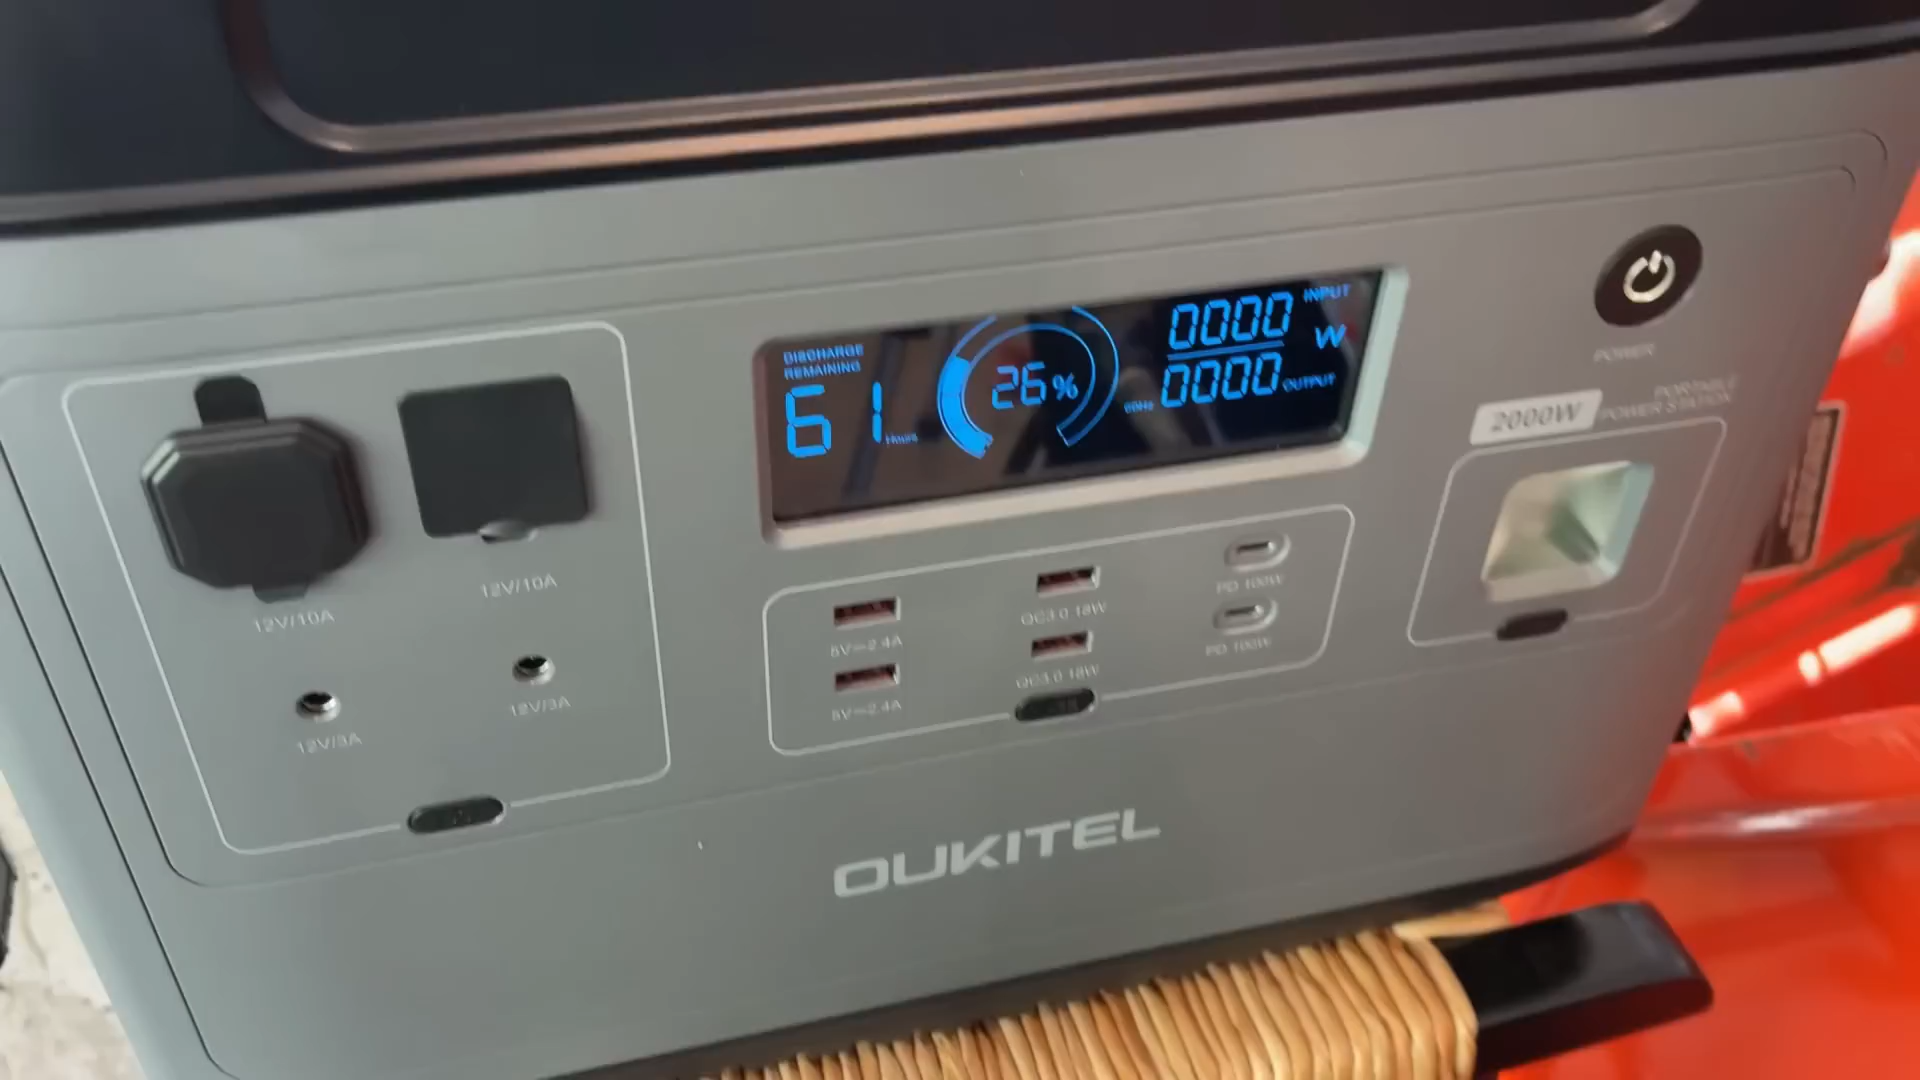 DISCHARGE
REMAINING
61
Hours
26%
0000
INPUT
W
60Hz
0000
OUTPUT
POWER
2000W
PORTABLE
POWER STATION
12V/10A
12V/10A
12V/3A
12V/3A
5V⎓2.4A
QC3.0 18W
PD 100W
5V⎓2.4A
QC3.0 18W
PD 100W
OUKITEL